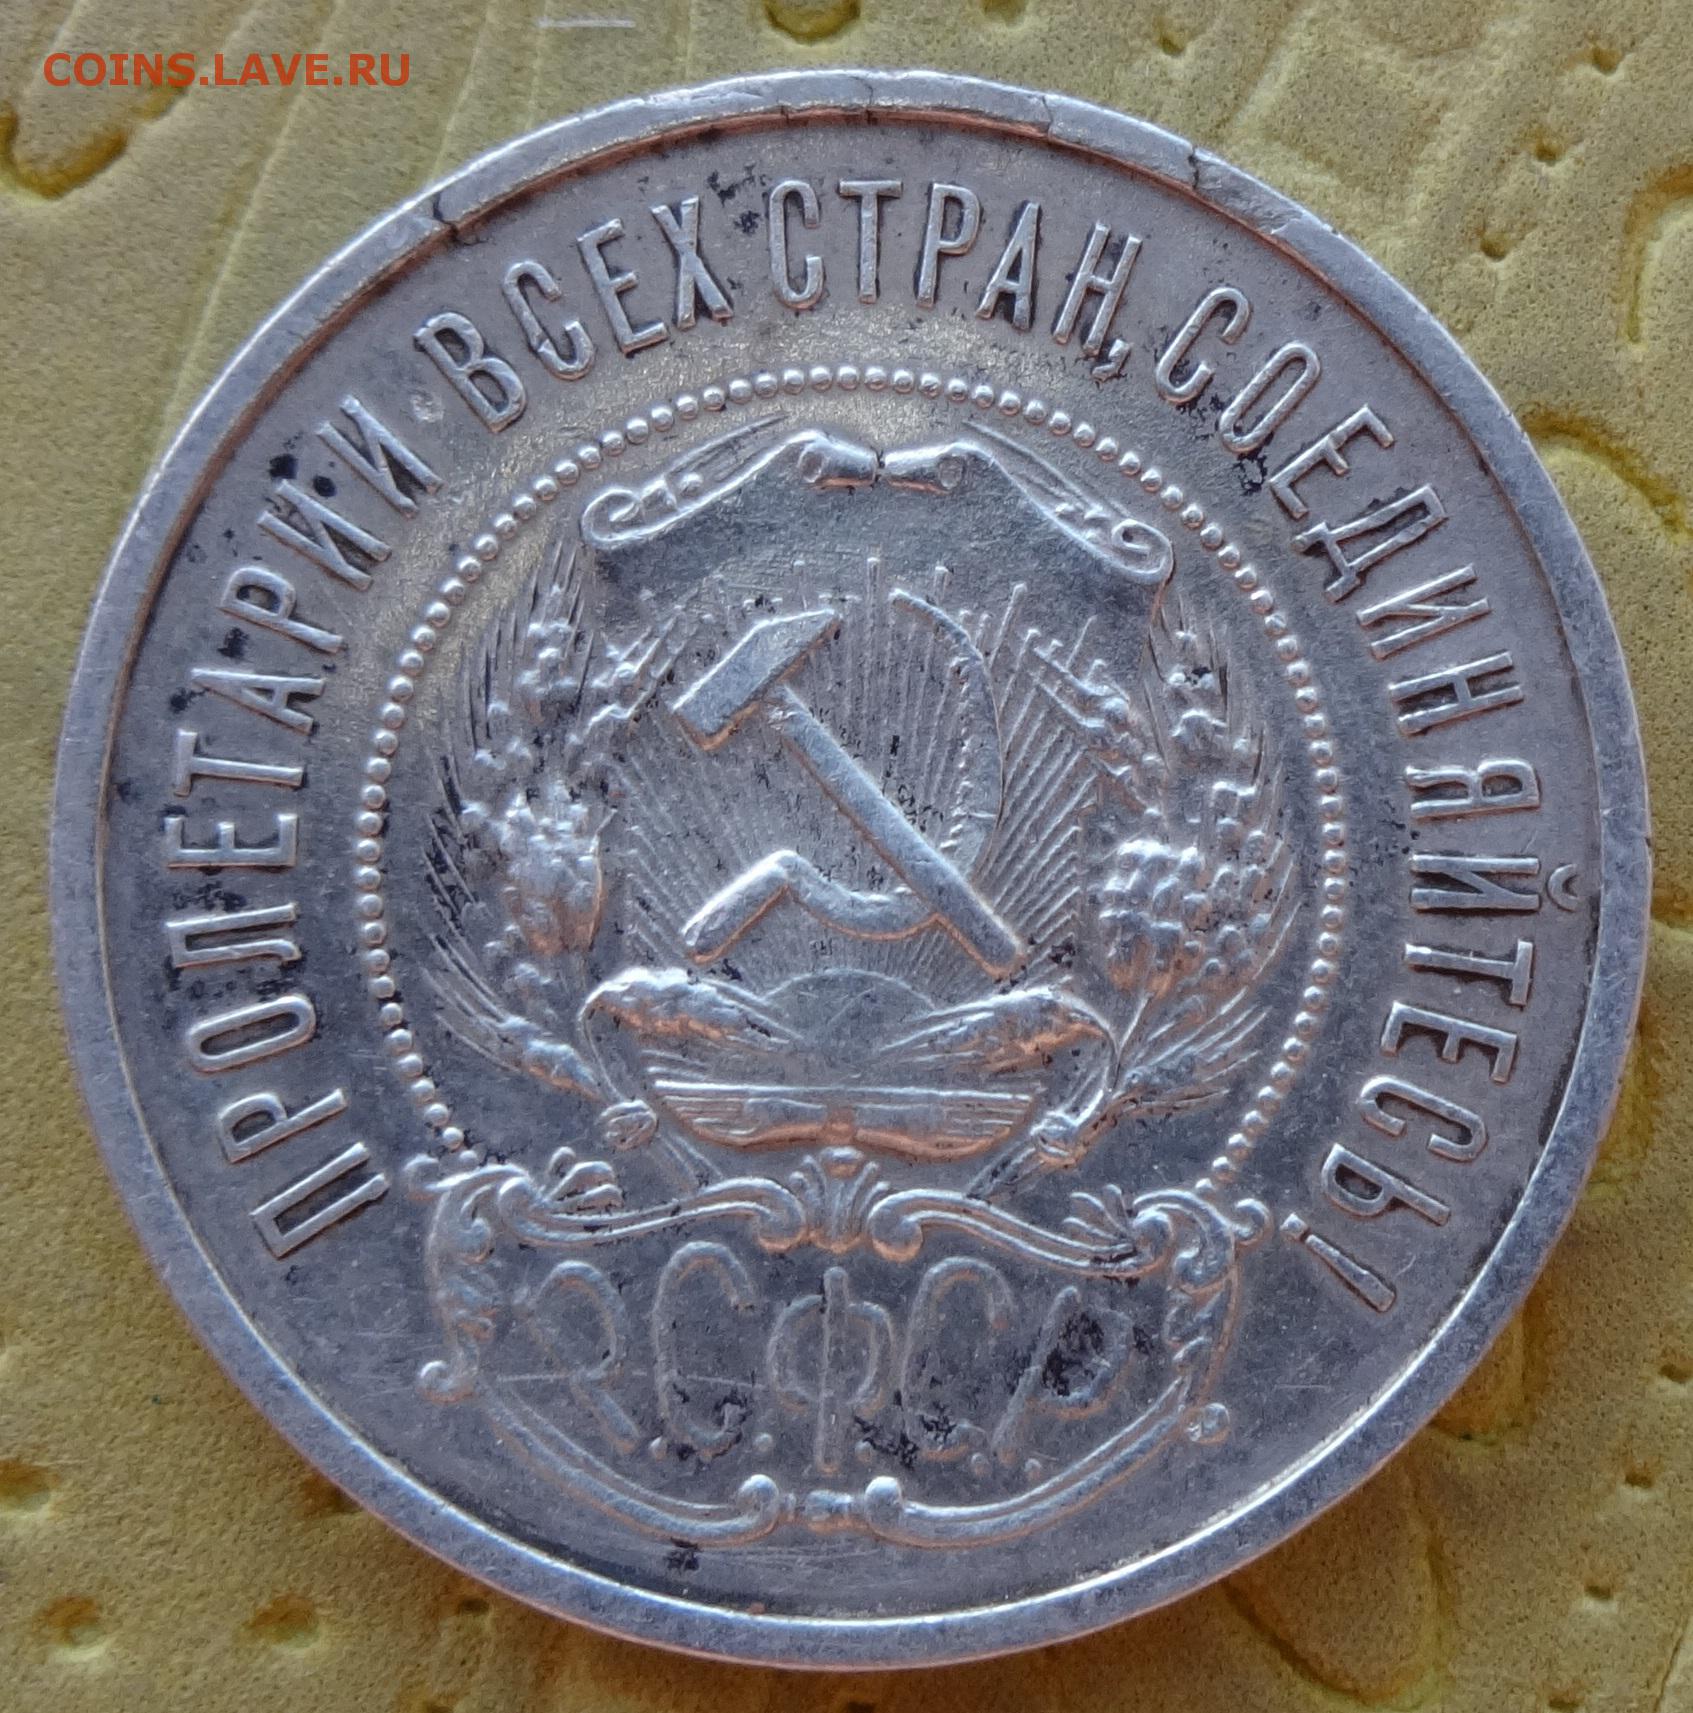 COINS.LAVE.RU
ПРОЛЕТАРИИ ВСЕХ СТРАН, СОЕДИНЯЙТЕСЬ!
Р.С.Ф.С.Р.